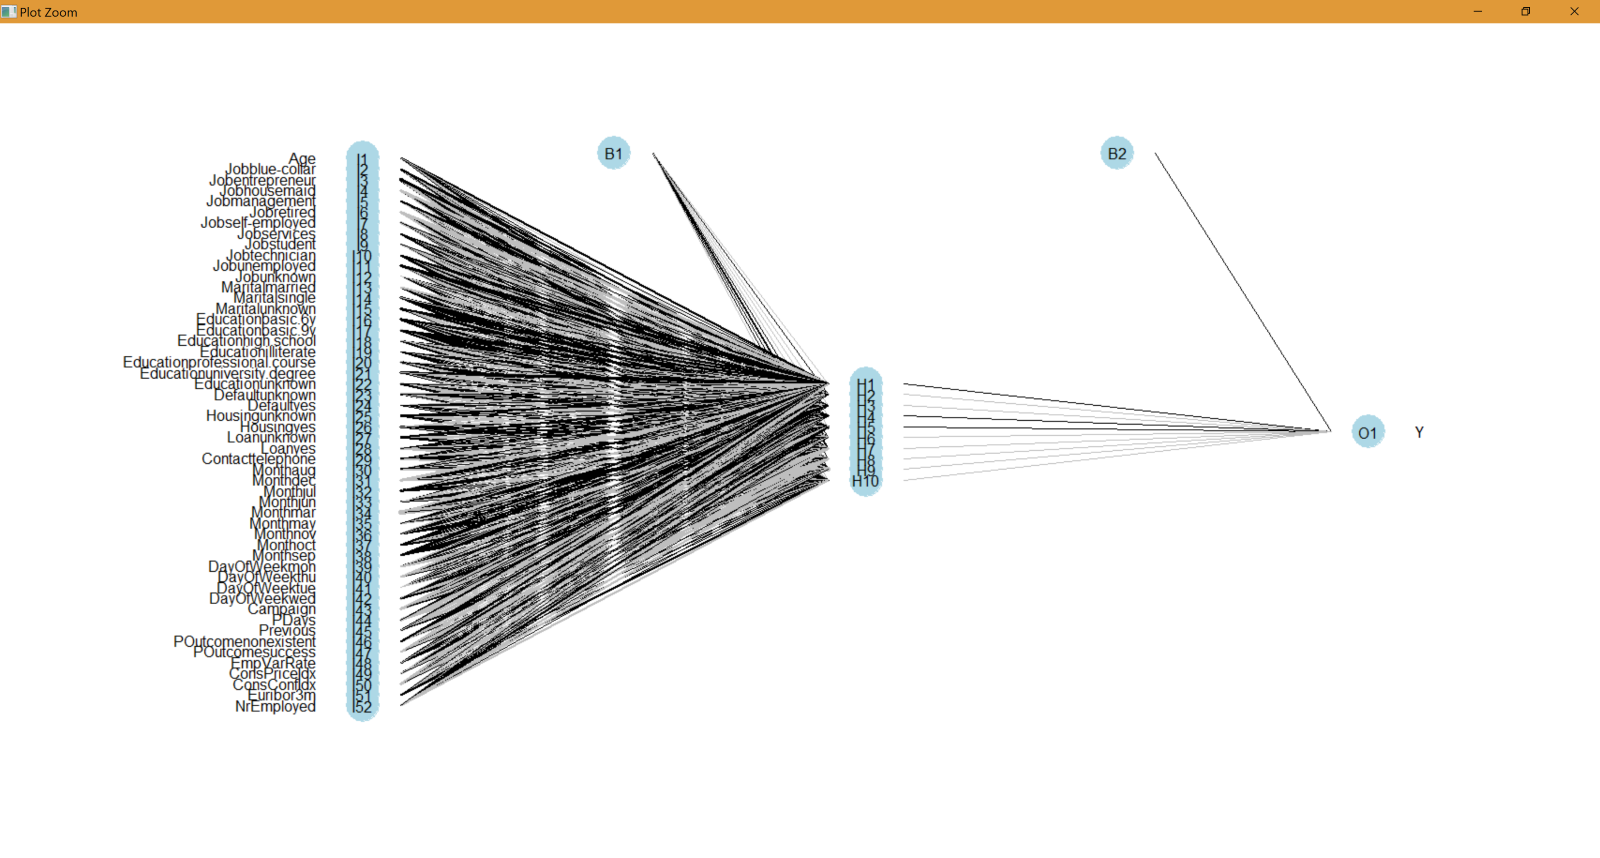 Plot Zoom
B1
B2
Age I1
Jobblue-collar I2
Jobentrepreneur I3
Jobhousemaid I4
Jobmanagement I5
Jobretired I6
Jobself-employed I7
Jobservices I8
Jobstudent I9
Jobtechnician I10
Jobunemployed I11
Jobunknown I12
Maritalmarried I13
Maritalsingle I14
Maritalunknown I15
Educationbasic.6y I16
Educationbasic.9y I17
Educationhigh.school I18
Educationilliterate I19
Educationprofessional.course I20
Educationuniversity.degree I21
Educationunknown I22
Defaultunknown I23
Defaultyes I24
Housingunknown I25
Housingyes I26
Loanunknown I27
Loanyes I28
Contacttelephone I29
Monthaug I30
Monthdec I31
Monthjul I32
Monthjun I33
Monthmar I34
Monthmay I35
Monthnov I36
Monthoct I37
Monthsep I38
DayOfWeekmon I39
DayOfWeekthu I40
DayOfWeektue I41
DayOfWeekwed I42
Campaign I43
PDays I44
Previous I45
POutcomenonexistent I46
POutcomesuccess I47
EmpVarRate I48
ConsPriceIdx I49
ConsConfIdx I50
Euribor3m I51
NrEmployed I52
H1
H2
H3
H4
H5
H6
H7
H8
H9
H10
O1 Y